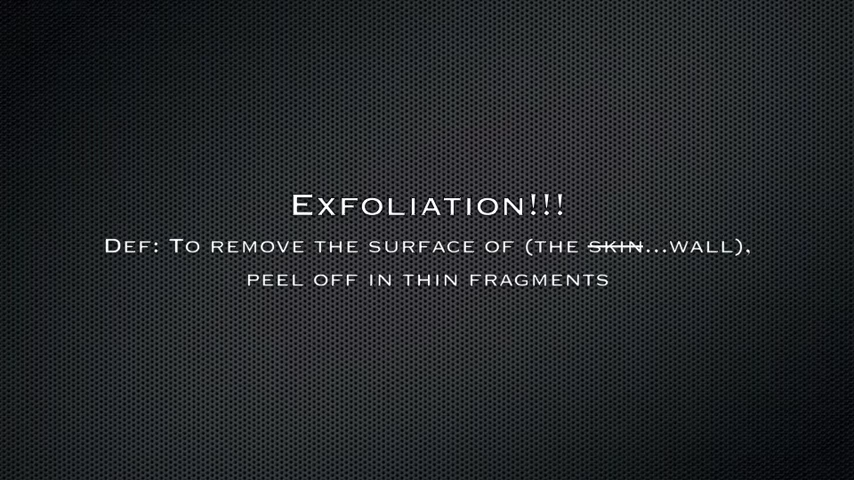 Exfoliation!!!
Def: To remove the surface of (the skin...wall),
peel off in thin fragments